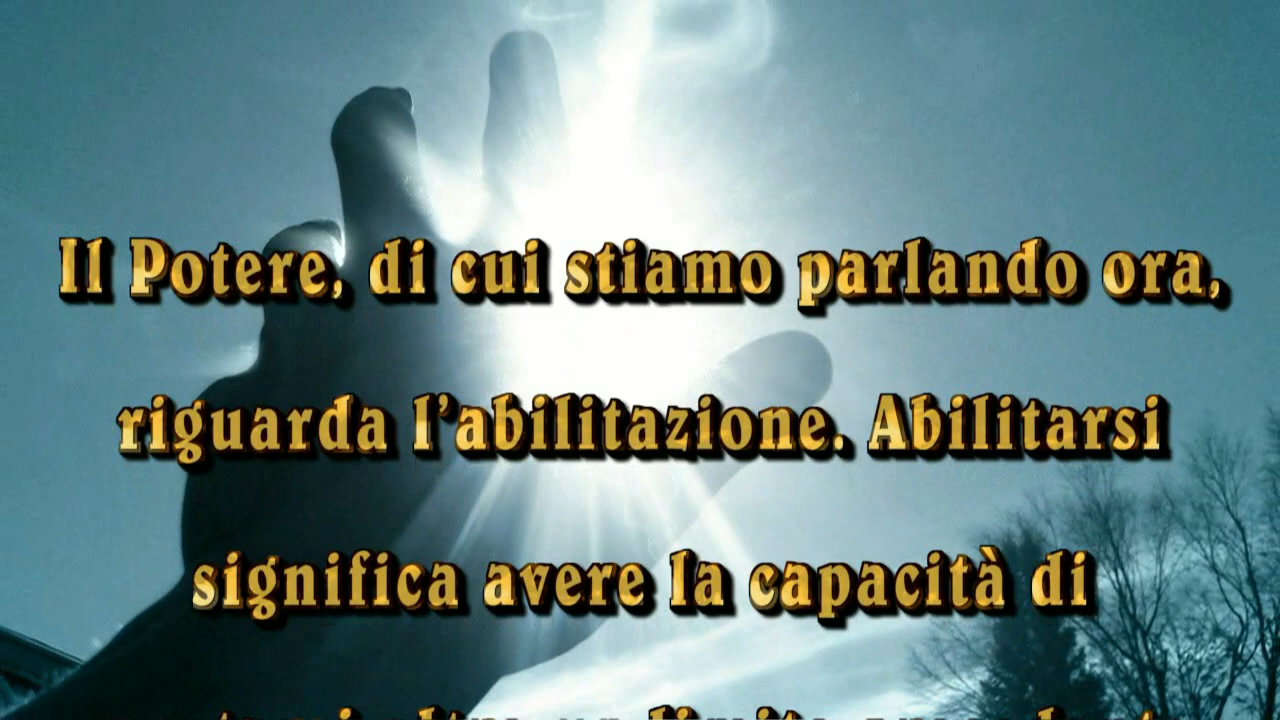 Il Potere, di cui stiamo parlando ora,
riguarda l’abilitazione. Abilitarsi
significa avere la capacità di